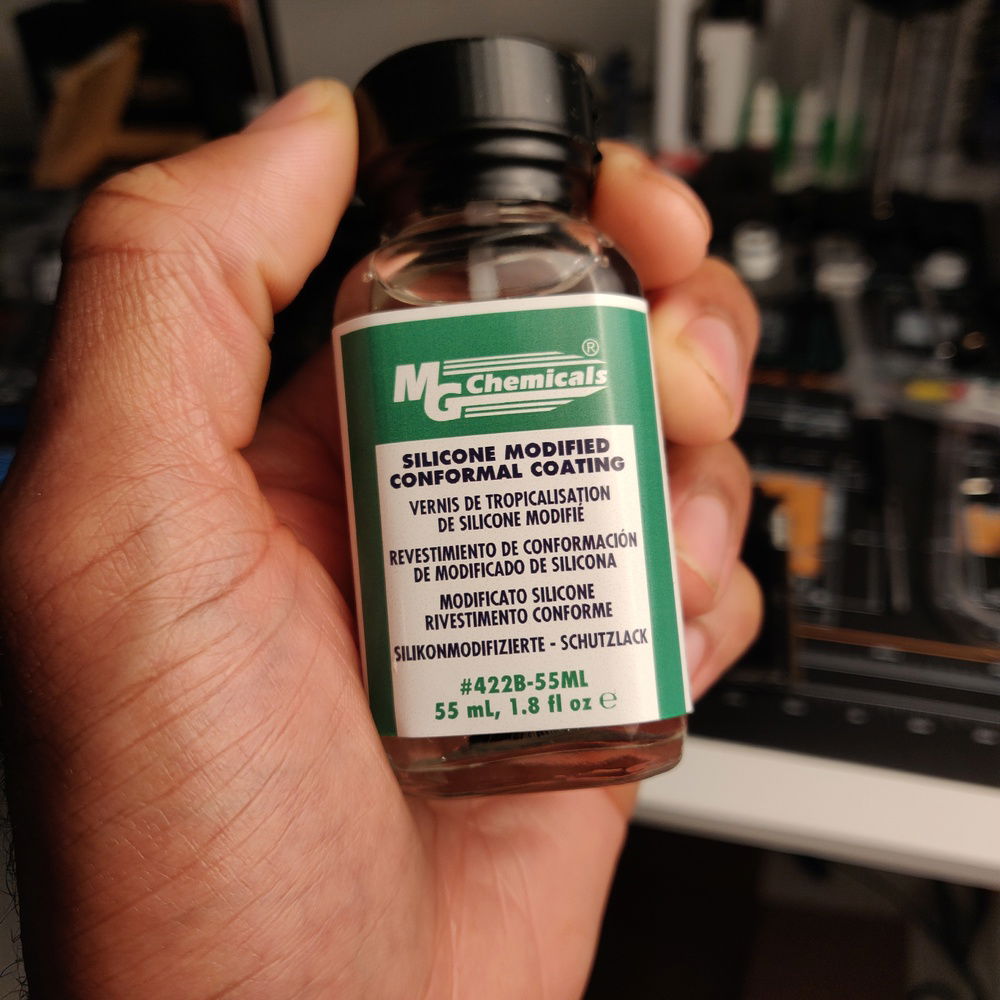 MG Chemicals®
SILICONE MODIFIED
CONFORMAL COATING
VERNIS DE TROPICALISATION
DE SILICONE MODIFIÉ
REVESTIMIENTO DE CONFORMACIÓN
DE MODIFICADO DE SILICONA
MODIFICATO SILICONE
RIVESTIMENTO CONFORME
SILIKONMODIFIZIERTE - SCHUTZLACK
#422B-55ML
55 mL, 1.8 fl oz ℮